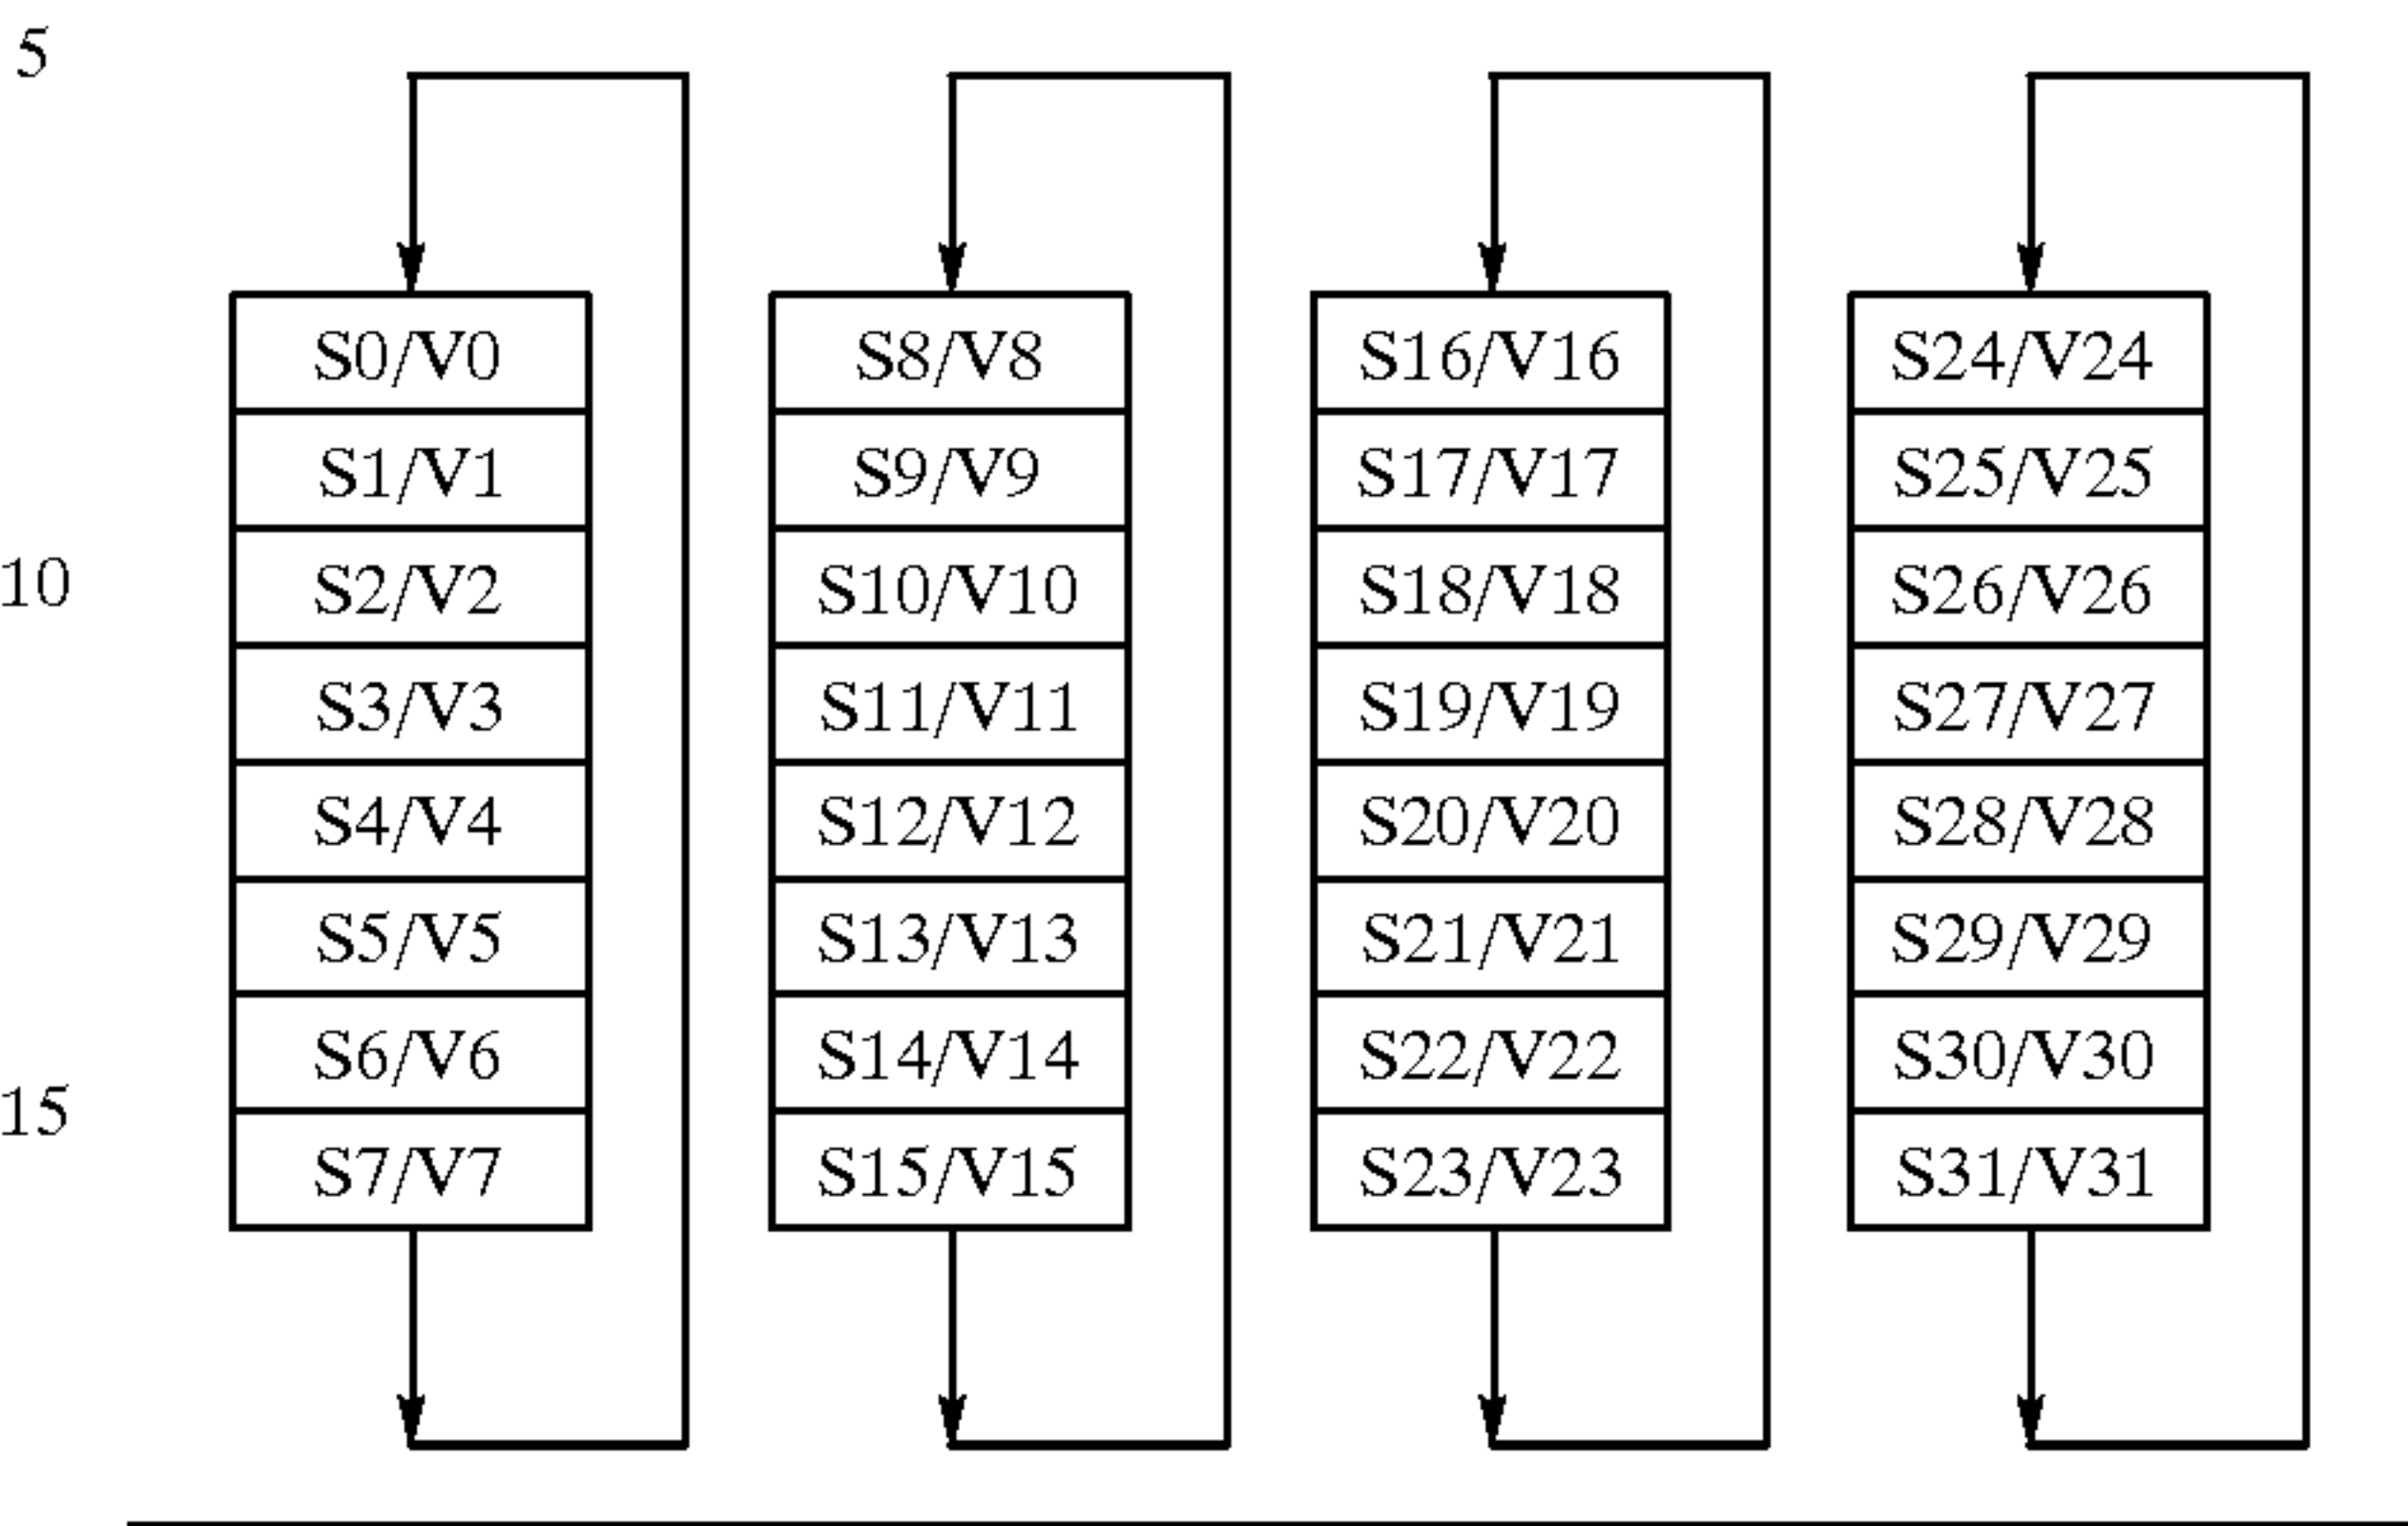 5
S0/V0 S8/V8 S16/V16 S24/V24
S1/V1 S9/V9 S17/V17 S25/V25
10 S2/V2 S10/V10 S18/V18 S26/V26
S3/V3 S11/V11 S19/V19 S27/V27
S4/V4 S12/V12 S20/V20 S28/V28
S5/V5 S13/V13 S21/V21 S29/V29
S6/V6 S14/V14 S22/V22 S30/V30
15 S7/V7 S15/V15 S23/V23 S31/V31